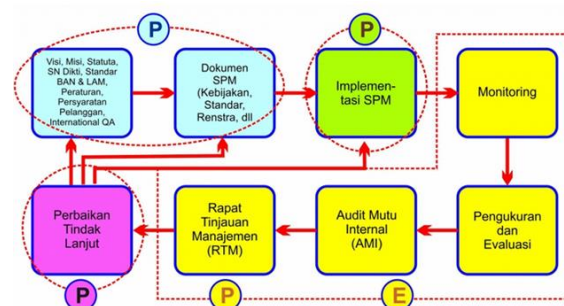 P
P
Visi, Misi, Statuta,
SN Dikti, Standar
BAN & LAM,
Peraturan,
Persyaratan
Pelanggan,
International QA
Dokumen
SPM
(Kebijakan,
Standar,
Renstra, dll
Implemen-
tasi SPM
Monitoring
Perbaikan
Tindak
Lanjut
Rapat
Tinjauan
Manajemen
(RTM)
Audit Mutu
Internal
(AMI)
Pengukuran
dan
Evaluasi
P
P
E